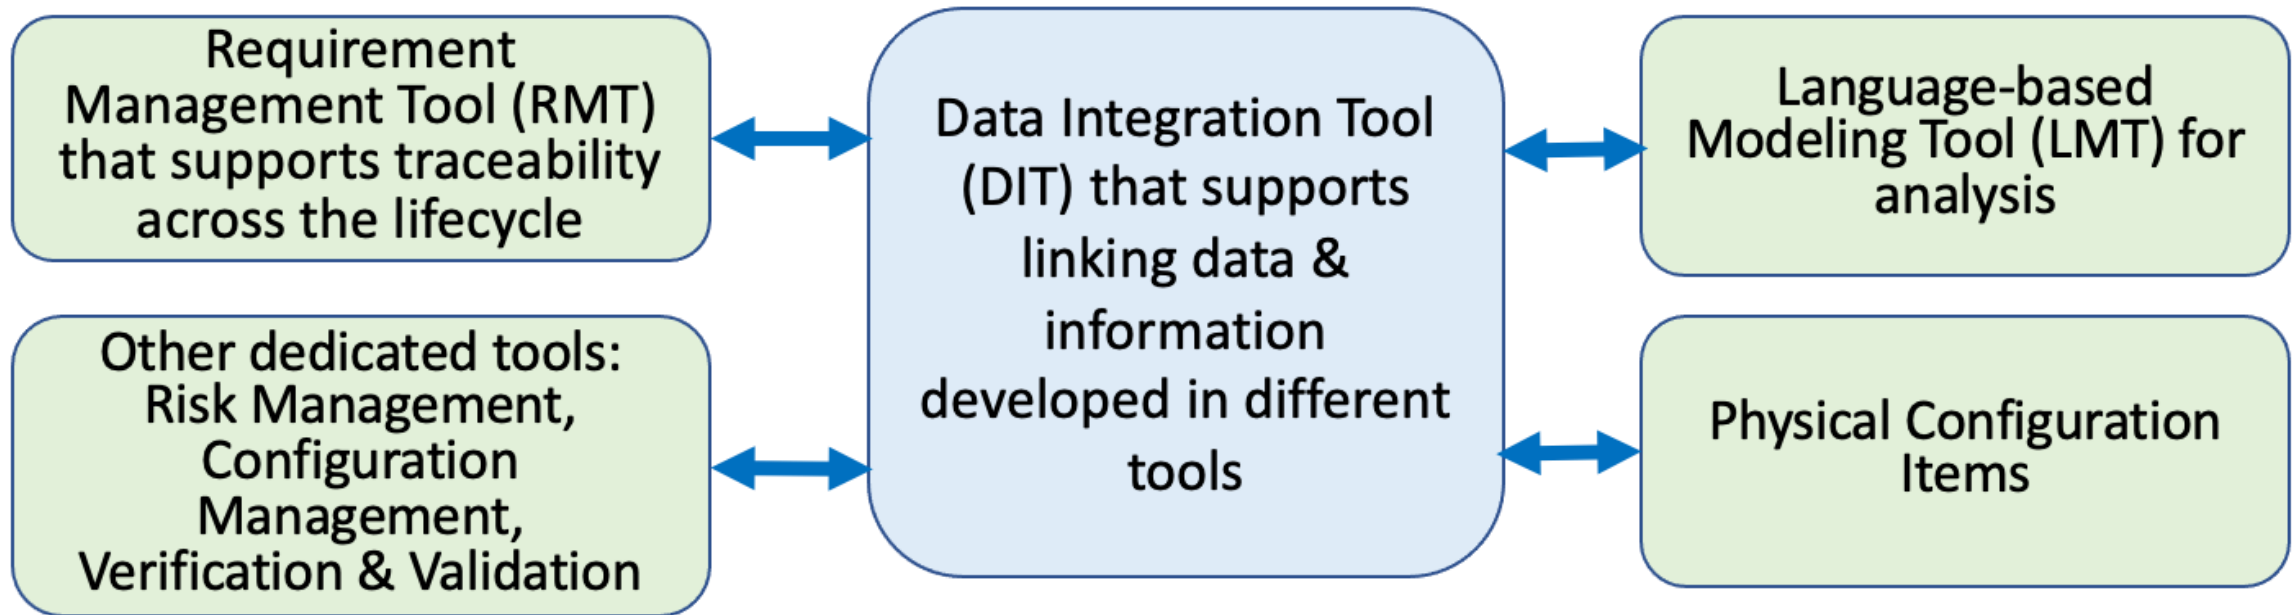 Requirement
Management Tool (RMT)
that supports traceability
across the lifecycle
Other dedicated tools:
Risk Management,
Configuration
Management,
Verification & Validation
Data Integration Tool
(DIT) that supports
linking data &
information
developed in different
tools
Language-based
Modeling Tool (LMT) for
analysis
Physical Configuration
Items